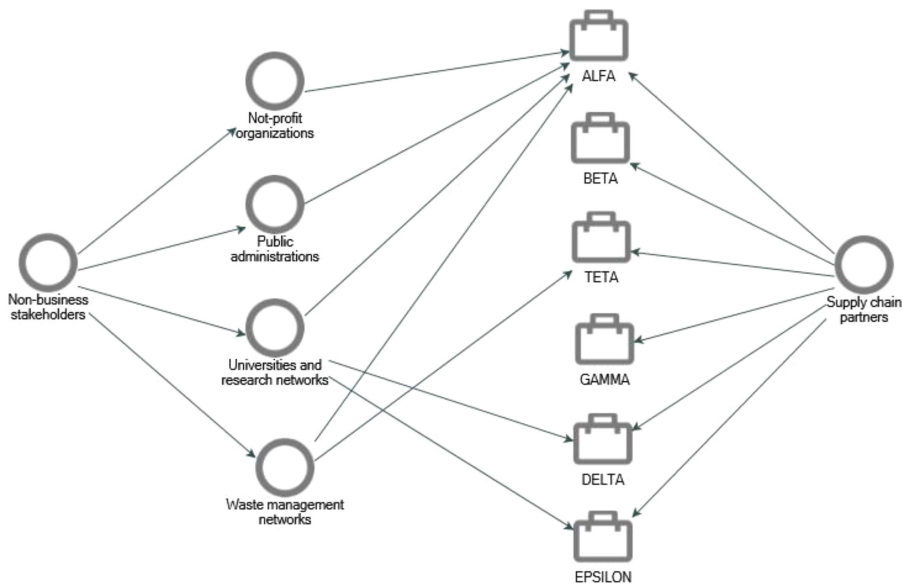 ALFA
Not-profit
organizations
BETA
Public
administrations
TETA
Non-business
stakeholders
Supply chain
partners
Universities and
research networks
GAMMA
DELTA
Waste management
networks
EPSILON